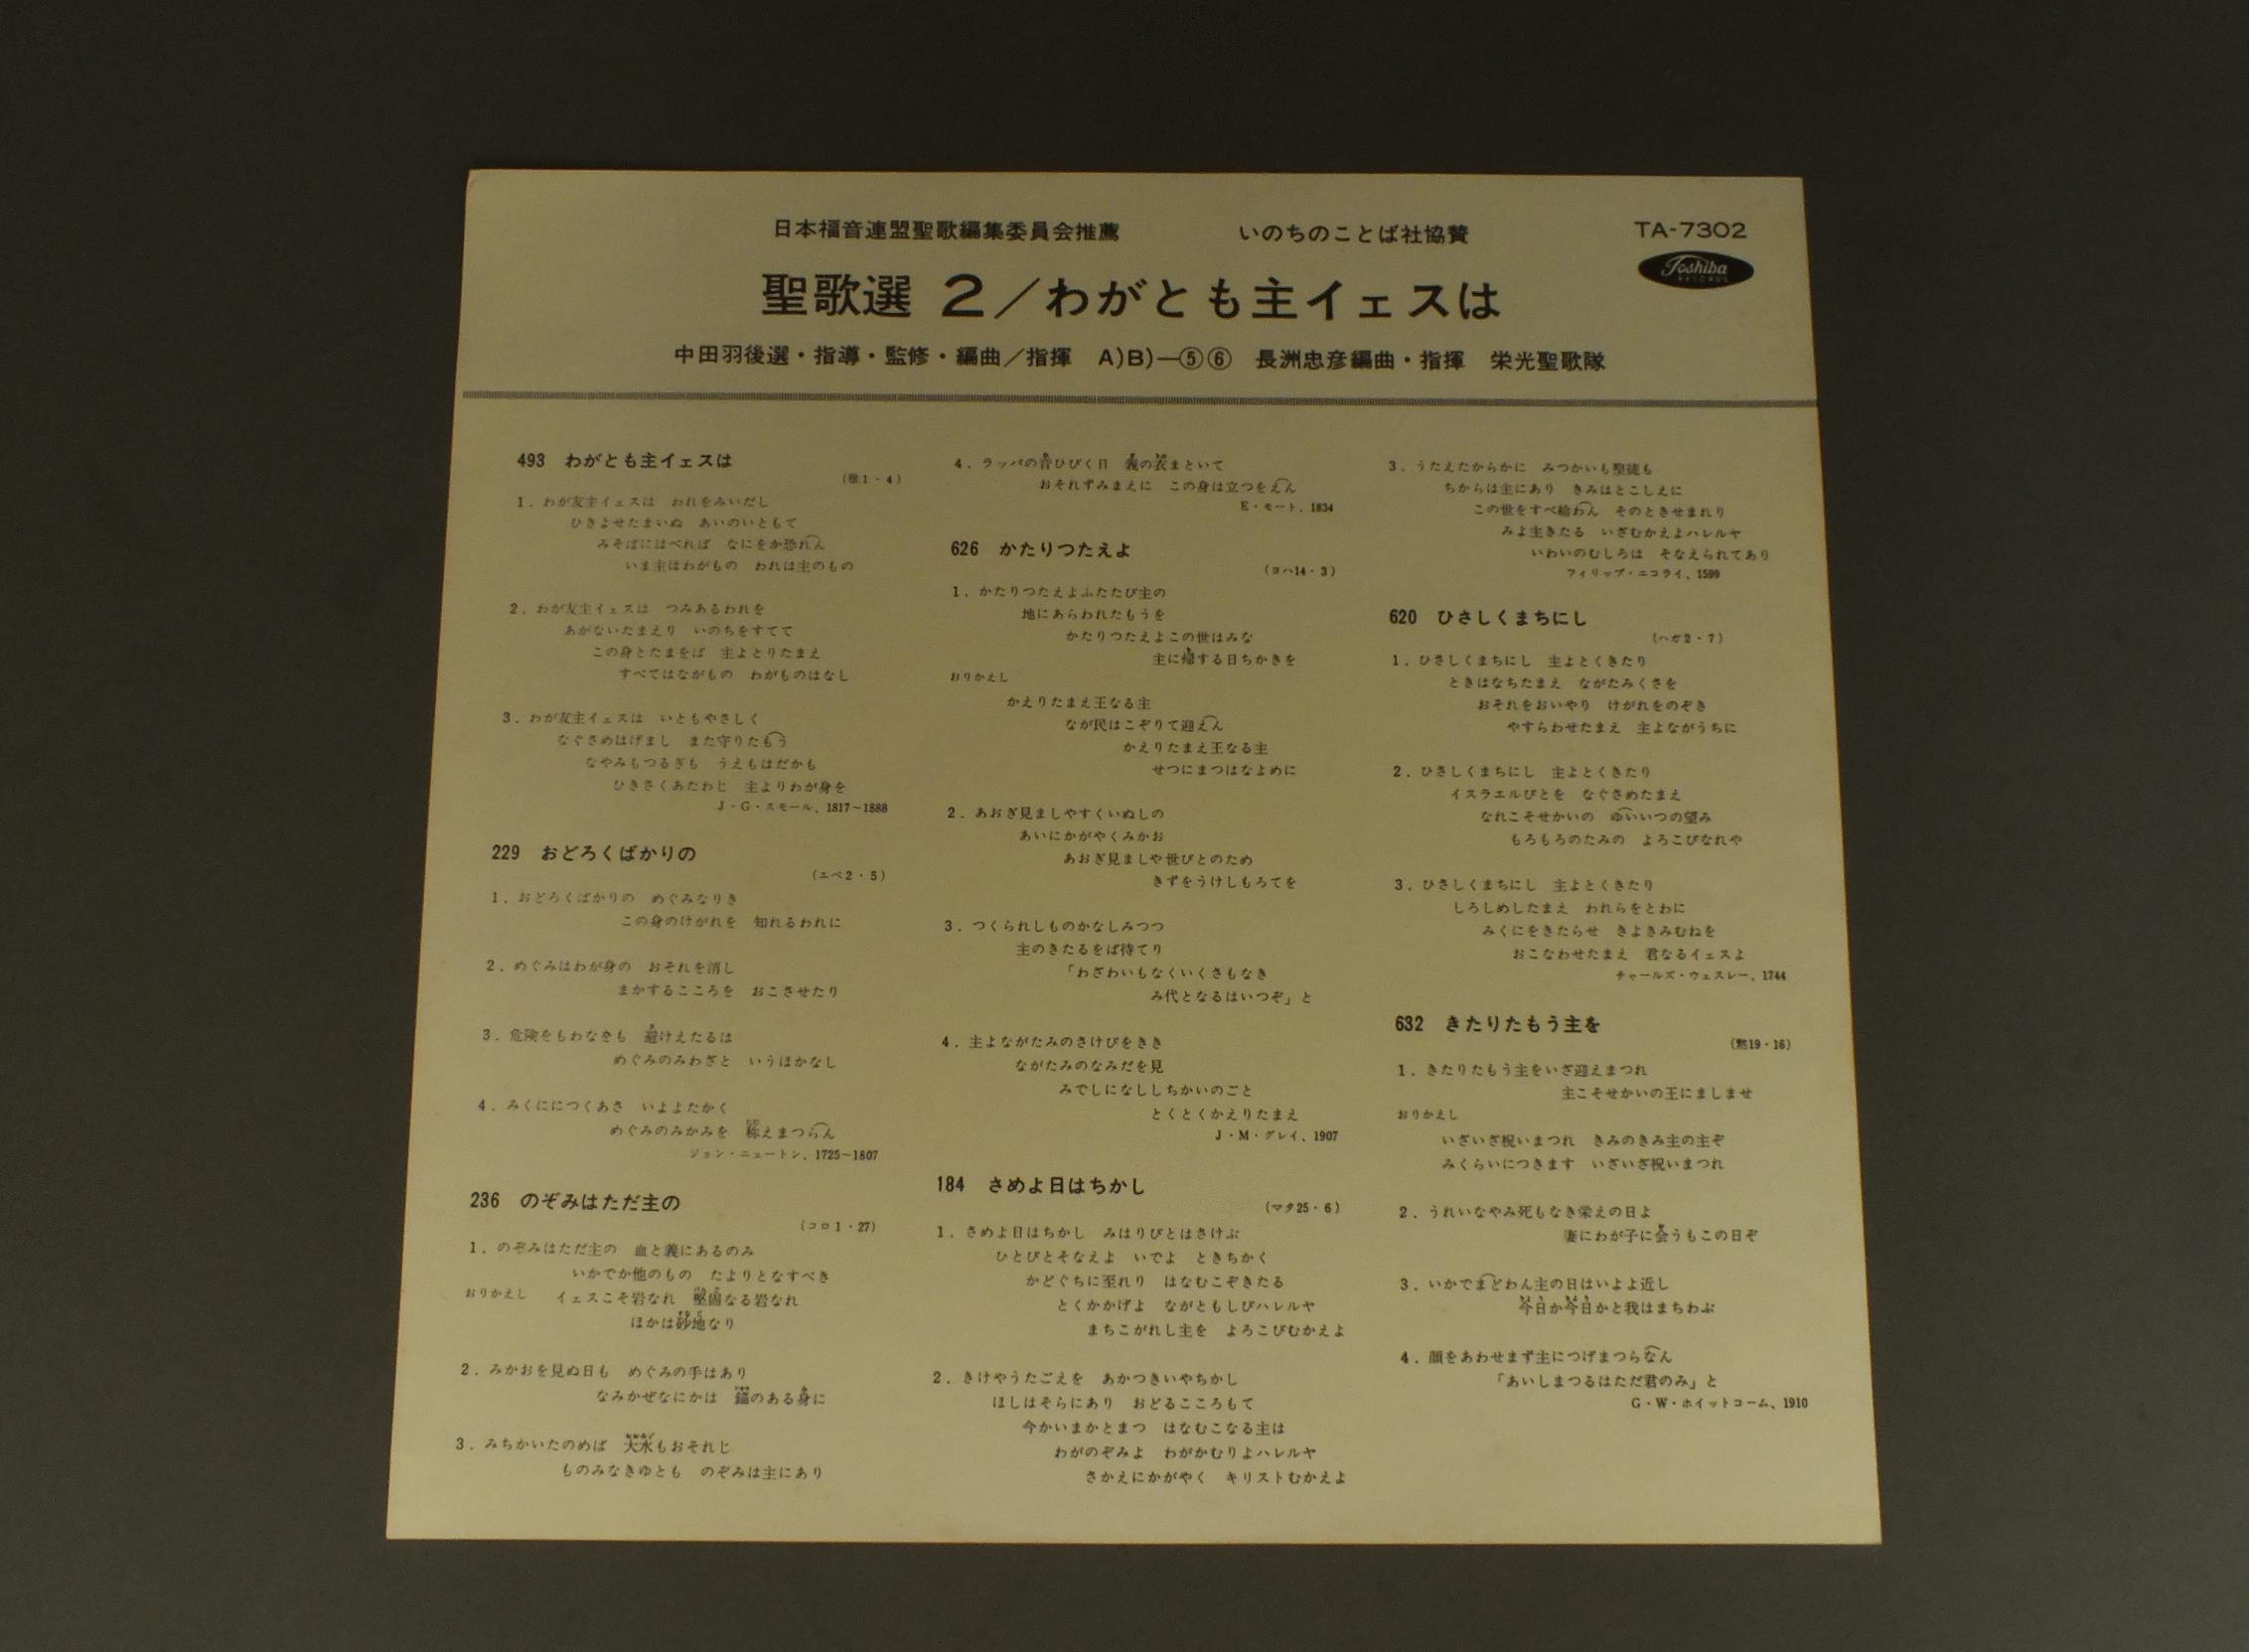 日本福音連盟聖歌編集委員会推薦　いのちのことば社協賛　TA-7302
Toshiba
RECORDS
聖歌選 2／わがとも主イェスは
中田羽後選・指導・監修・編曲／指揮　A)B)―⑤⑥　長洲忠彦編曲・指揮　栄光聖歌隊
493　わがとも主イェスは
(雅1・4)
1．わが友主イェスは　われをみいだし
ひきよせたまいぬ　あいのいともて
みそばにはべれば　なにをか恐れん
いま主はわがもの　われは主のもの
2．わが友主イェスは　つみあるわれを
あがないたまえり　いのちをすてて
この身とたまをば　主よとりたまえ
すべてはながもの　わがものはなし
3．わが友主イェスは　いともやさしく
なぐさめはげまし　また守りたもう
なやみもつるぎも　うえもはだかも
ひきさくあたわじ　主よりわが身を
J・G・スモール、1817～1888
229　おどろくばかりの
(エペ2・5)
1．おどろくばかりの　めぐみなりき
この身のけがれを　知れるわれに
2．めぐみはわが身の　おそれを消し
まかするこころを　おこさせたり
3．危険をもわなをも　避けえたるは
めぐみのみわざと　いうほかなし
4．みくににつくあさ　いよよたかく
めぐみのみかみを　称えまつらん
ジョン・ニュートン、1725～1807
236　のぞみはただ主の
(コロ1・27)
1．のぞみはただ主の　血と義にあるのみ
いかでか他のもの　たよりとなすべき
おりかえし　イェスこそ岩なれ　堅固なる岩なれ
ほかは砂地なり
2．みかおを見ぬ日も　めぐみの手はあり
なみかぜなにかは　錨のある身に
3．みちかいたのめば　大水もおそれじ
ものみなきゆとも　のぞみは主にあり
4．ラッパの音ひびく日　義の衣まといて
おそれずみまえに　この身は立つをえん
E・モート、1834
626　かたりつたえよ
(ヨハ14・3)
1．かたりつたえよふたたび主の
地にあらわれたもうを
かたりつたえよこの世はみな
主に帰する日ちかきを
おりかえし
かえりたまえ王なる主
なが民はこぞりて迎えん
かえりたまえ王なる主
せつにまつはなよめに
2．あおぎ見ましやすくいぬしの
あいにかがやくみかお
あおぎ見ましや世びとのため
きずをうけしもろてを
3．つくられしものかなしみつつ
主のきたるをば待てり
「わざわいもなくいくさもなき
み代となるはいつぞ」と
4．主よながたみのさけびをきき
ながたみのなみだを見
みでしになししちかいのごと
とくとくかえりたまえ
J・M・グレイ、1907
184　さめよ日はちかし
(マタ25・6)
1．さめよ日はちかし　みはりびとはさけぶ
ひとびとそなえよ　いでよ　ときちかく
かどぐちに至れり　はなむこぞきたる
とくかかげよ　ながともしびハレルヤ
まちこがれし主を　よろこびむかえよ
2．きけやうたごえを　あかつきいやちかし
ほしはそらにあり　おどるこころもて
今かいまかとまつ　はなむこなる主は
わがのぞみよ　わがかむりよハレルヤ
さかえにかがやく　キリストむかえよ
3．うたえたからかに　みつかいも聖徒も
ちからは主にあり　きみはとこしえに
この世をすべ給わん　そのときせまれり
みよ主きたる　いざむかえよハレルヤ
いわいのむしろは　そなえられてあり
フィリップ・ニコライ、1599
620　ひさしくまちにし
(ハガ2・7)
1．ひさしくまちにし　主よとくきたり
ときはなちたまえ　ながたみくさを
おそれをおいやり　けがれをのぞき
やすらわせたまえ　主よながうちに
2．ひさしくまちにし　主よとくきたり
イスラエルびとを　なぐさめたまえ
なれこそせかいの　ゆいいつの望み
もろもろのたみの　よろこびなれや
3．ひさしくまちにし　主よとくきたり
しろしめしたまえ　われらをとわに
みくにをきたらせ　きよきみむねを
おこなわせたまえ　君なるイェスよ
チャールズ・ウェスレー、1744
632　きたりたもう主を
(黙19・16)
1．きたりたもう主をいざ迎えまつれ
主こそせかいの王にましませ
おりかえし
いざいざ祝いまつれ　きみのきみ主の主ぞ
みくらいにつきます　いざいざ祝いまつれ
2．うれいなやみ死もなき栄えの日よ
妻にわが子に会うもこの日ぞ
3．いかでまどわん主の日はいよよ近し
今日か今日かと我はまちわぶ
4．顔をあわせまず主につげまつらなん
「あいしまつるはただ君のみ」と
G・W・ホイットコーム、1910